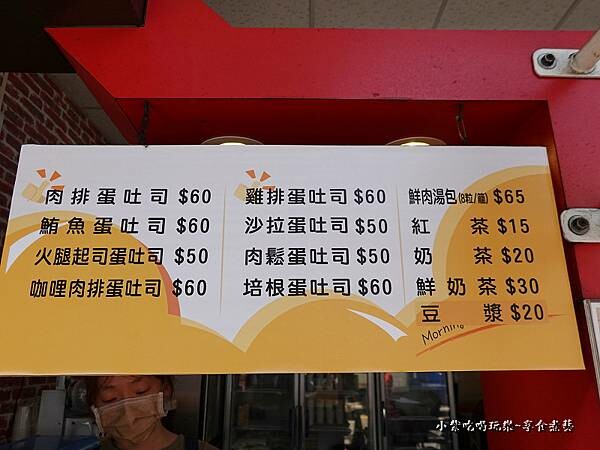 肉排蛋吐司 $60
鮪魚蛋吐司 $60
火腿起司蛋吐司 $50
咖哩肉排蛋吐司 $60
雞排蛋吐司 $60
沙拉蛋吐司 $50
肉鬆蛋吐司 $50
培根蛋吐司 $60
鮮肉湯包(8粒/籠) $65
紅茶 $15
奶茶 $20
鮮奶茶 $30
豆漿 $20
Morning
小紫吃喝玩樂~享食煮藝